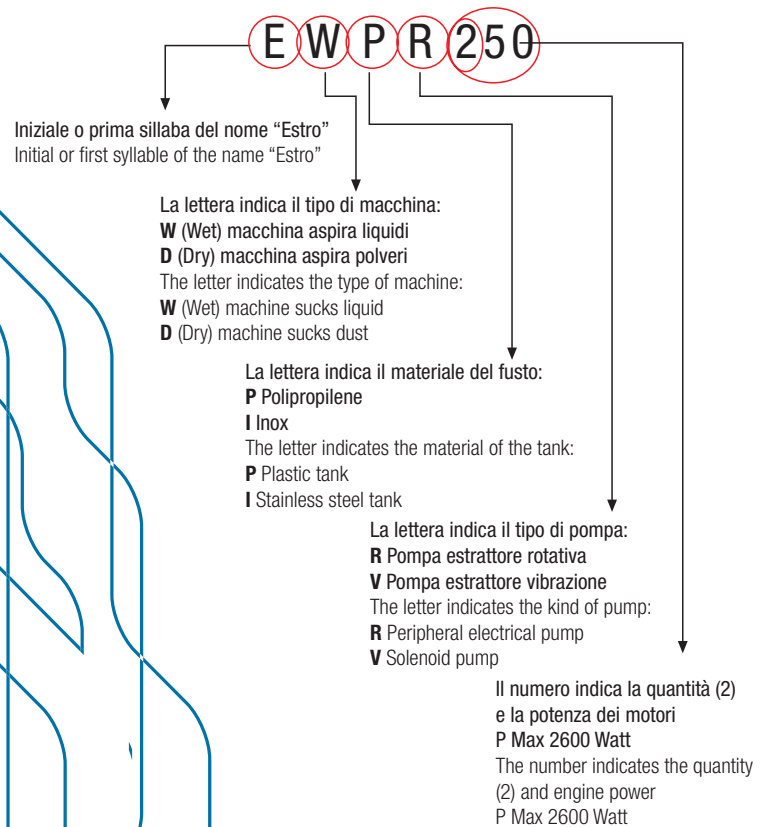 EWPR250
Iniziale o prima sillaba del nome “Estro”
Initial or first syllable of the name “Estro”
La lettera indica il tipo di macchina:
W (Wet) macchina aspira liquidi
D (Dry) macchina aspira polveri
The letter indicates the type of machine:
W (Wet) machine sucks liquid
D (Dry) machine sucks dust
La lettera indica il materiale del fusto:
P Polipropilene
I Inox
The letter indicates the material of the tank:
P Plastic tank
I Stainless steel tank
La lettera indica il tipo di pompa:
R Pompa estrattore rotativa
V Pompa estrattore vibrazione
The letter indicates the kind of pump:
R Peripheral electrical pump
V Solenoid pump
Il numero indica la quantità (2)
e la potenza dei motori
P Max 2600 Watt
The number indicates the quantity
(2) and engine power
P Max 2600 Watt